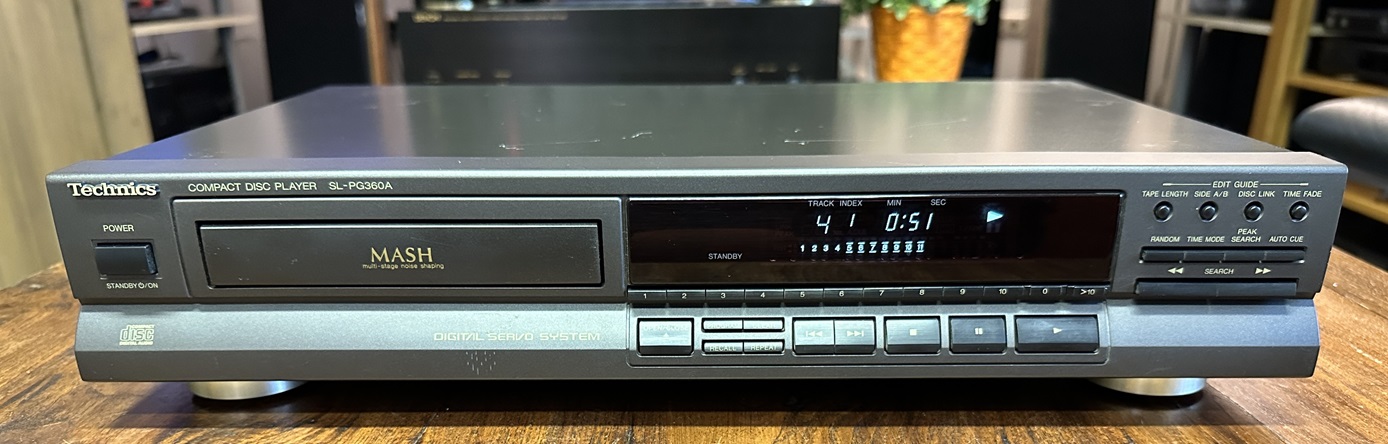 Technics
COMPACT DISC PLAYER SL-PG360A
POWER
STANDBY⏻/ON
MASH
multi-stage noise shaping
TRACK INDEX MIN SEC
4 1 0:51
1 2 3 4 5 6 7 8 9 10 11
STANDBY
EDIT GUIDE
TAPE LENGTH SIDE A/B DISC LINK TIME FADE
RANDOM TIME MODE PEAK SEARCH AUTO CUE
SEARCH
1 2 3 4 5 6 7 8 9 10 0 >10
disc
DIGITAL AUDIO
DIGITAL SERVO SYSTEM
RECALL REPEAT